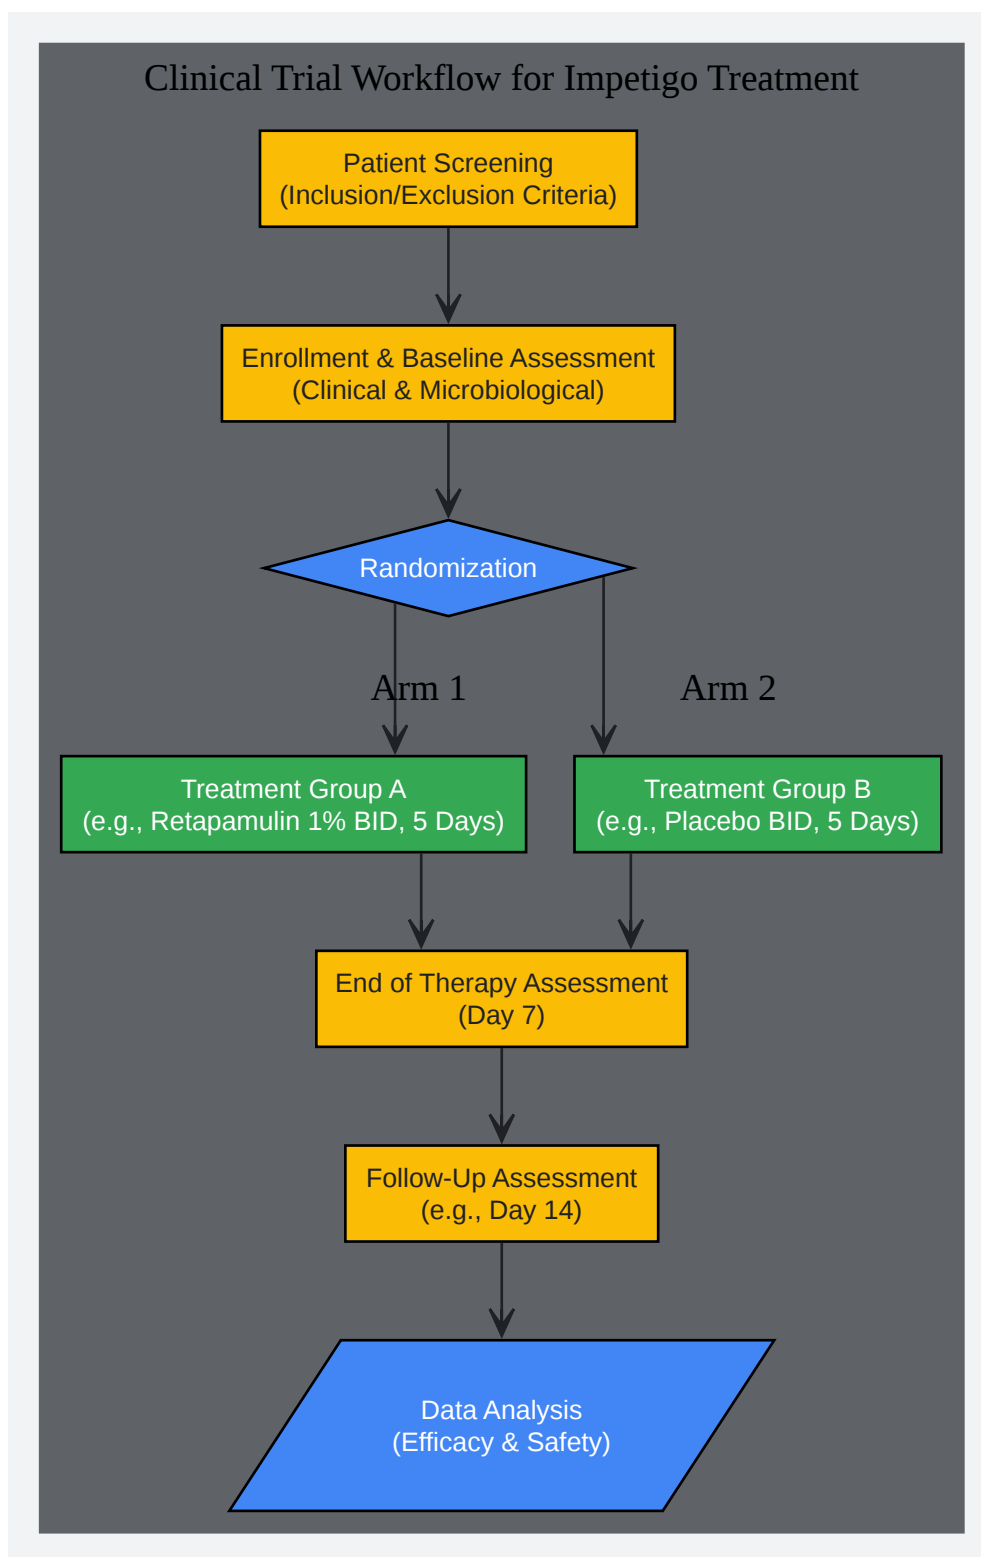 Clinical Trial Workflow for Impetigo Treatment
Patient Screening
(Inclusion/Exclusion Criteria)
Enrollment & Baseline Assessment
(Clinical & Microbiological)
Randomization
Arm 1
Arm 2
Treatment Group A
(e.g., Retapamulin 1% BID, 5 Days)
Treatment Group B
(e.g., Placebo BID, 5 Days)
End of Therapy Assessment
(Day 7)
Follow-Up Assessment
(e.g., Day 14)
Data Analysis
(Efficacy & Safety)